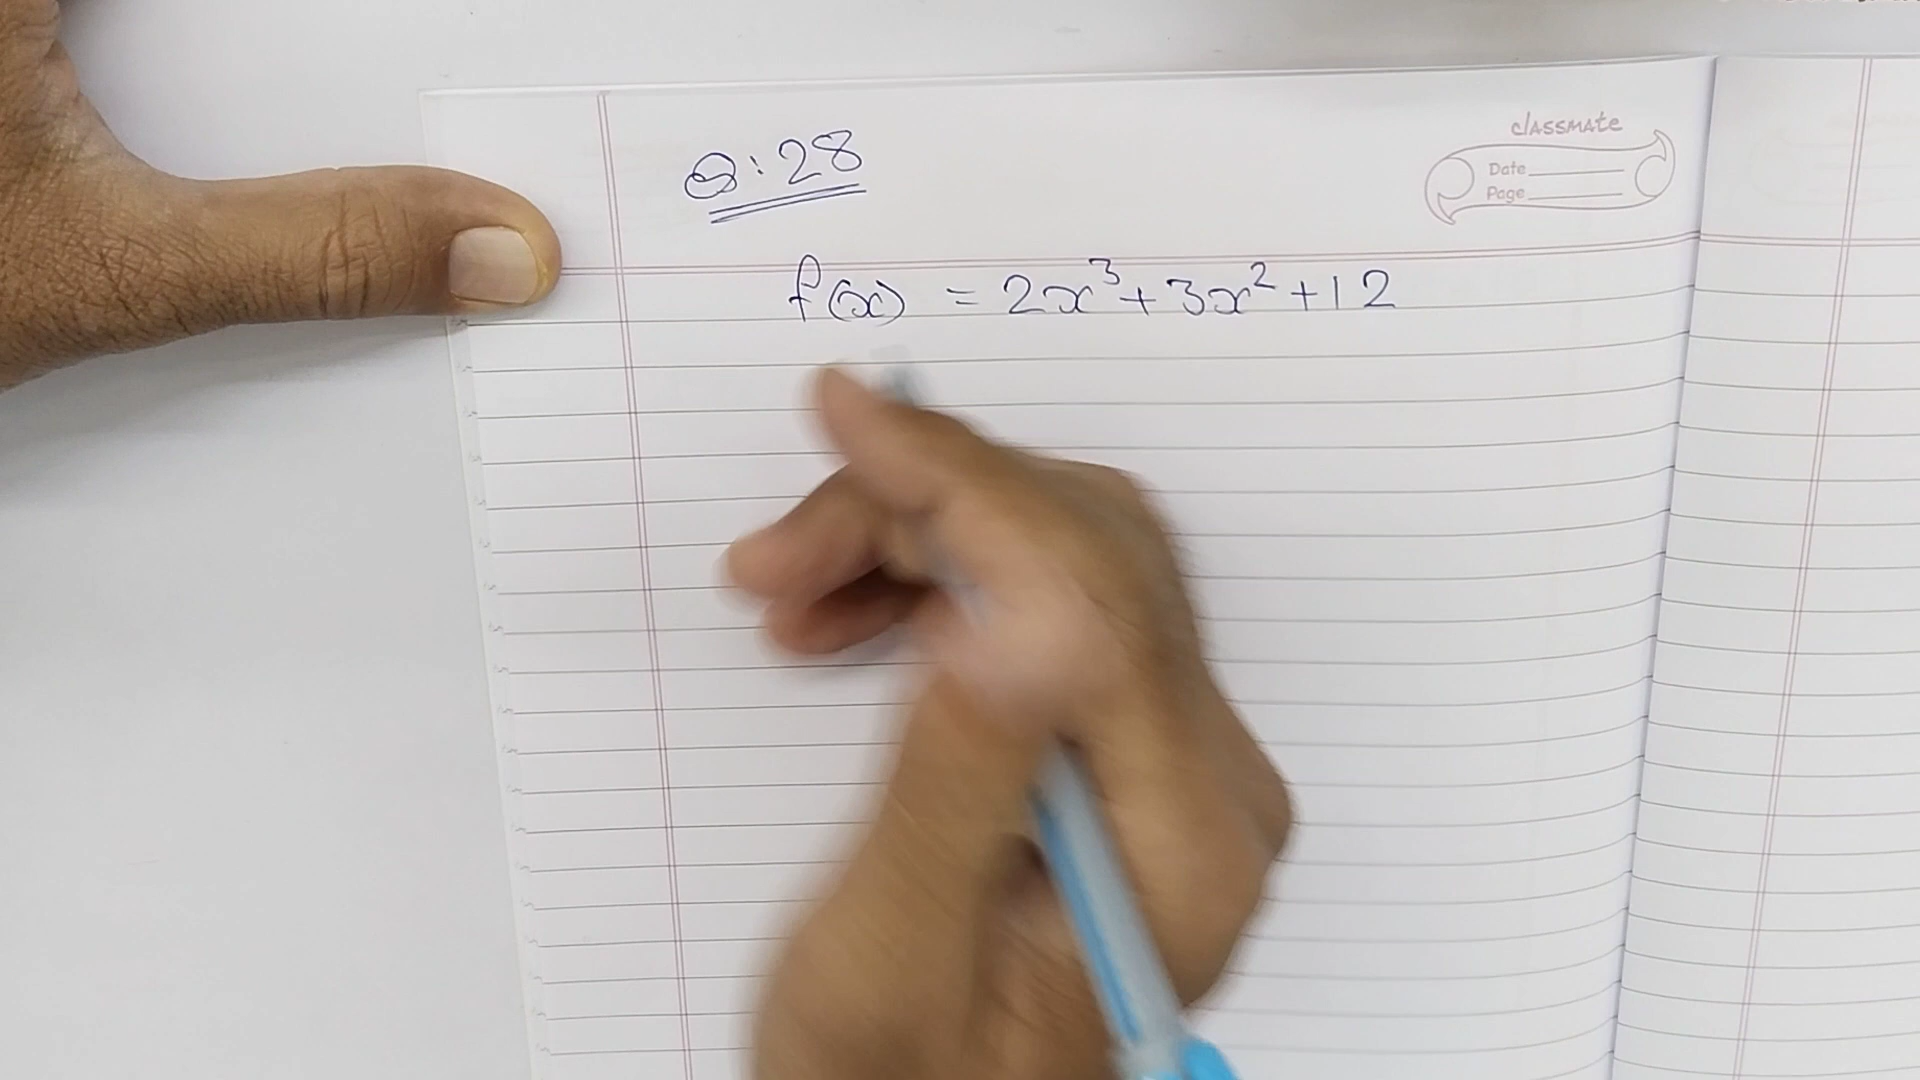 Q:28
classmate
Date
Page
f(x) = 2x³+3x²+12